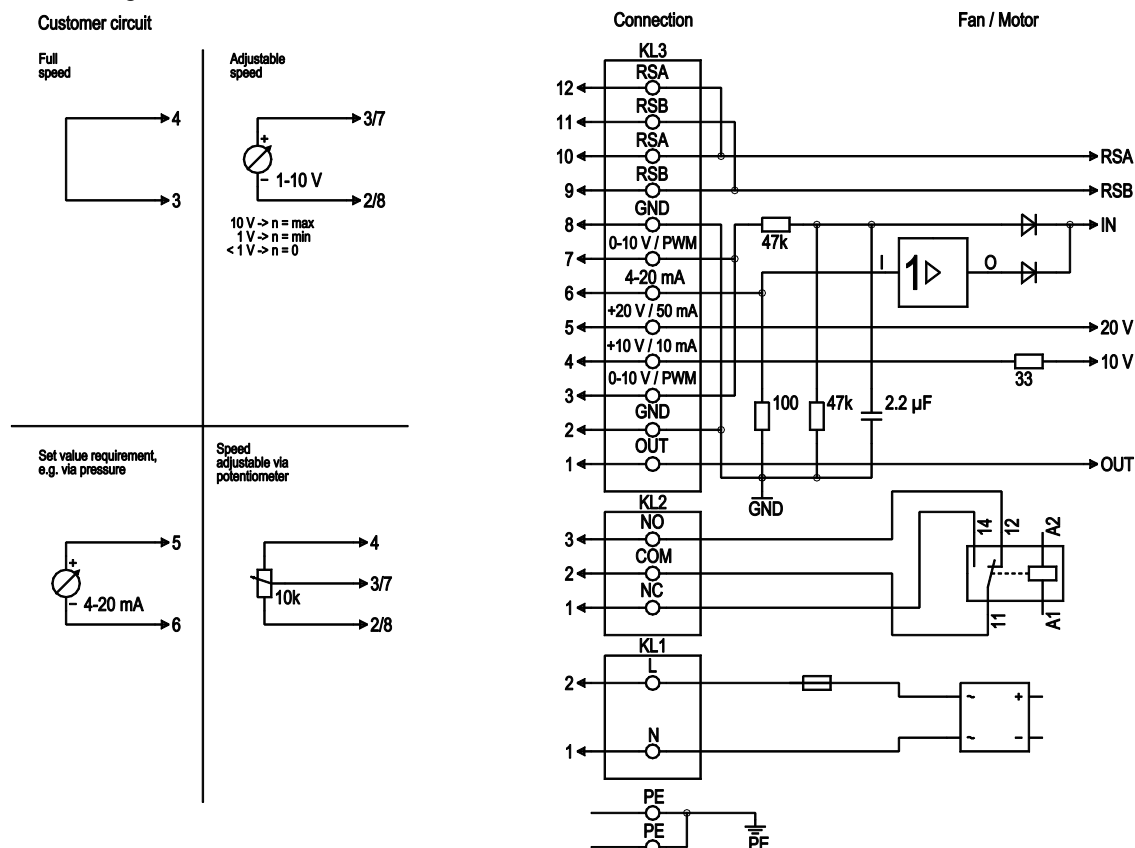 Customer circuit
Connection
Fan / Motor
Full
speed
4
3
Adjustable
speed
3/7
+
1-10 V
–
2/8
10 V -> n = max
1 V -> n = min
< 1 V -> n = 0
Set value requirement,
e.g. via pressure
5
+
4-20 mA
–
6
Speed
adjustable via
potentiometer
4
3/7
10k
2/8
KL3
12
RSA
11
RSB
10
RSA
RSA
9
RSB
RSB
8
GND
47k
IN
7
0-10 V / PWM
I
1
O
6
4-20 mA
5
+20 V / 50 mA
20 V
4
+10 V / 10 mA
33
10 V
3
0-10 V / PWM
100
47k
2.2 µF
2
GND
1
OUT
OUT
GND
KL2
3
NO
2
COM
1
NC
14
12
A2
11
A1
KL1
2
L
~
+
1
N
~
–
PE
PE
PE